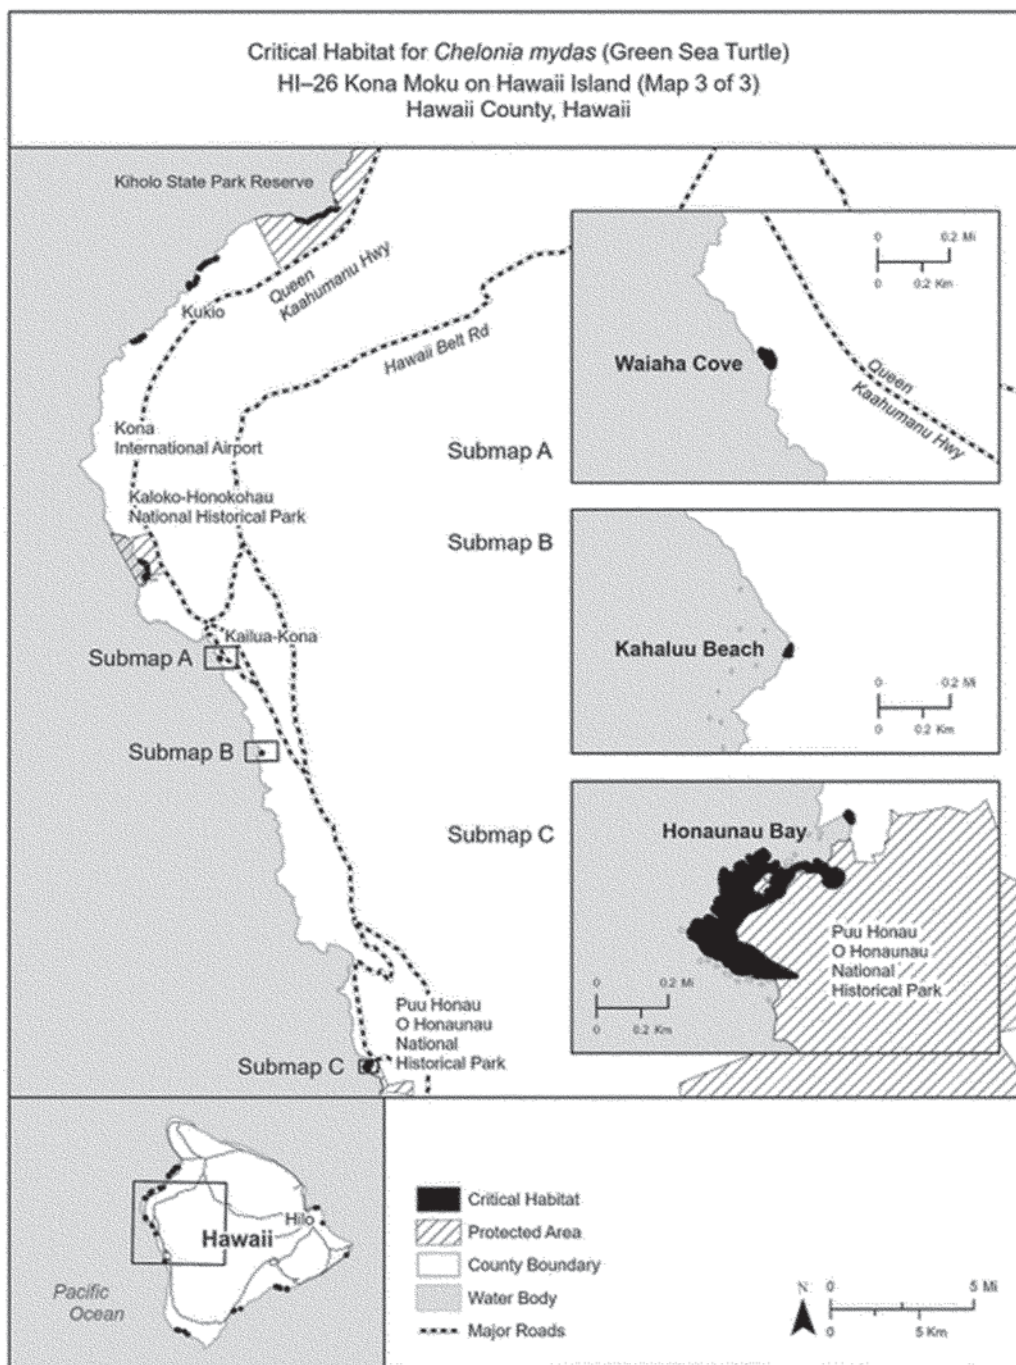 Critical Habitat for Chelonia mydas (Green Sea Turtle)
HI–26 Kona Moku on Hawaii Island (Map 3 of 3)
Hawaii County, Hawaii
Kiholo State Park Reserve
Queen
Kaahumanu Hwy
Kukio
Hawaii Belt Rd
Kona
International Airport
Kaloko-Honokohau
National Historical Park
Kailua-Kona
Submap A
Submap B
Puu Honau
O Honaunau
National
Historical Park
Submap C
Submap A
0 0.2 Mi
0 0.2 Km
Waiaha Cove
Queen
Kaahumanu Hwy
Submap B
Kahaluu Beach
0 0.2 Mi
0 0.2 Km
Submap C
Honaunau Bay
Puu Honau
O Honaunau
National
Historical Park
0 0.2 Mi
0 0.2 Km
Hilo
Hawaii
Pacific
Ocean
Critical Habitat
Protected Area
County Boundary
Water Body
Major Roads
N
0 5 Mi
0 5 Km